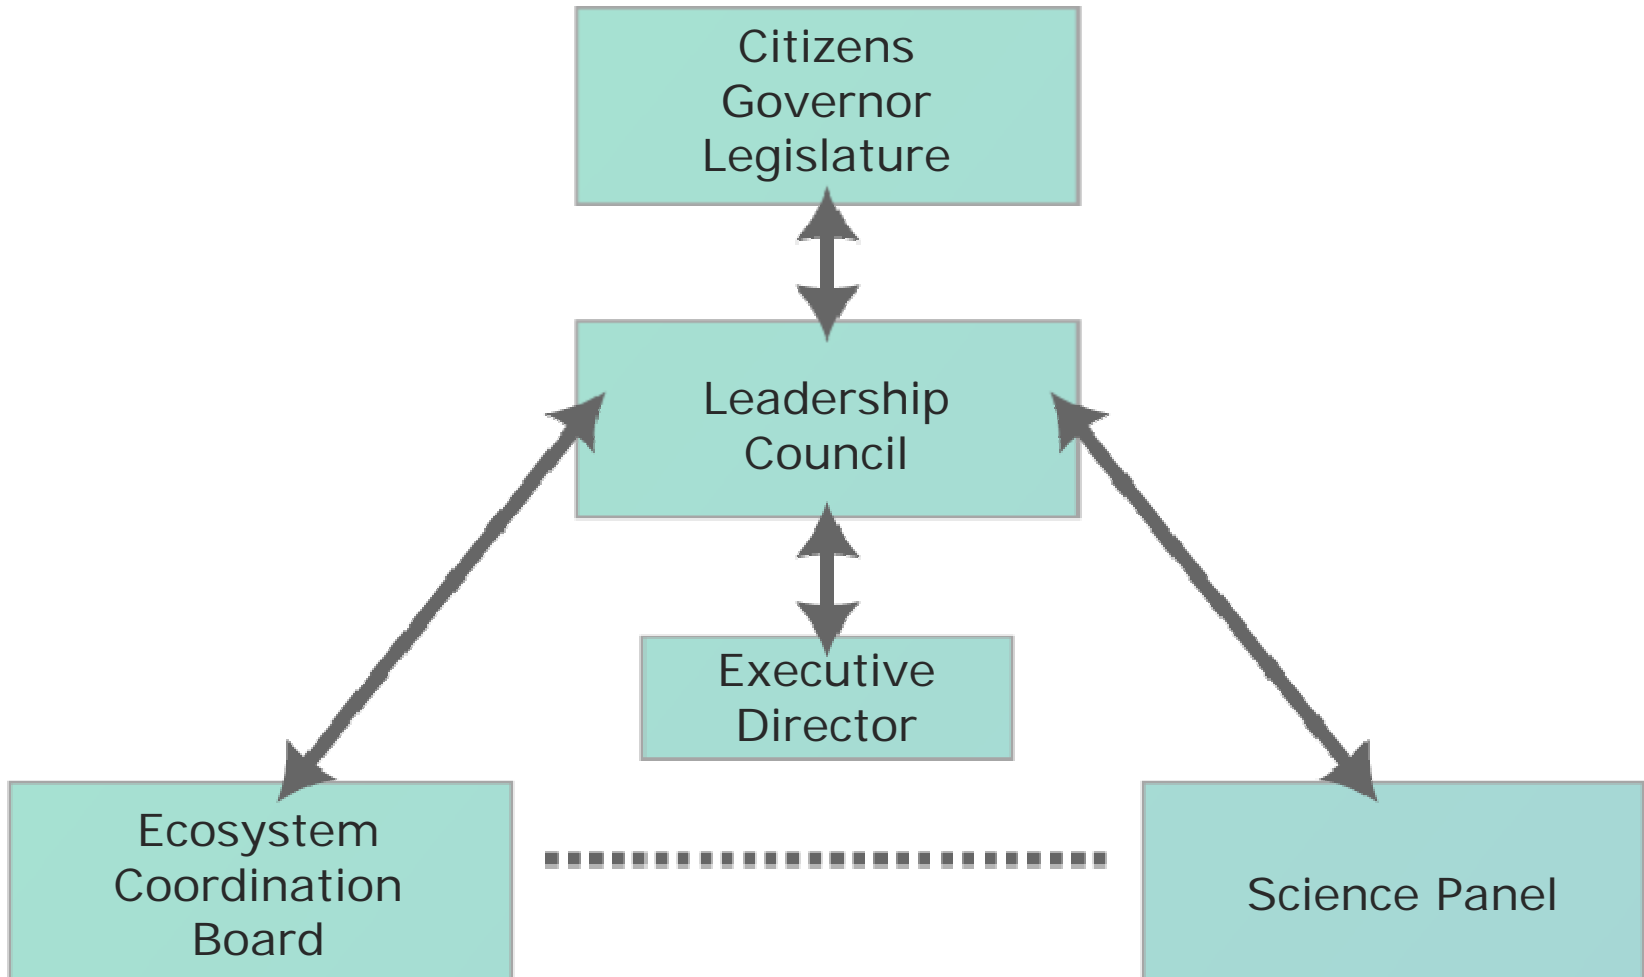 Citizens
Governor
Legislature
Leadership
Council
Executive
Director
Ecosystem
Coordination
Board
Science Panel